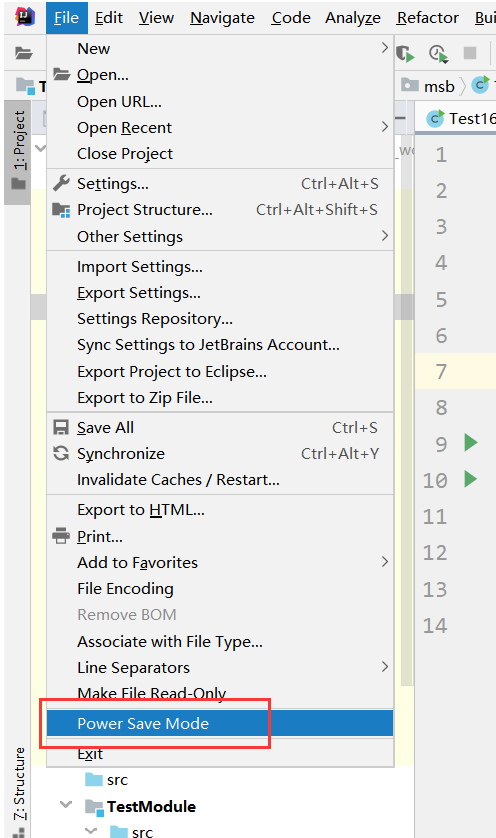 File Edit View Navigate Code Analyze Refactor
New
Open...
msb
Open URL...
Open Recent
Test16
Close Project
1: Project
1
Settings... Ctrl+Alt+S
2
Project Structure... Ctrl+Alt+Shift+S
3
Other Settings
4
Import Settings...
Export Settings...
5
Settings Repository...
6
Sync Settings to JetBrains Account...
7
Export Project to Eclipse...
Export to Zip File...
8
Save All Ctrl+S
9
Synchronize Ctrl+Alt+Y
10
Invalidate Caches / Restart...
Export to HTML...
11
Print...
12
Add to Favorites
File Encoding
13
Remove BOM
14
Associate with File Type...
Line Separators
Make File Read-Only
Power Save Mode
Exit
7: Structure
src
TestModule
src